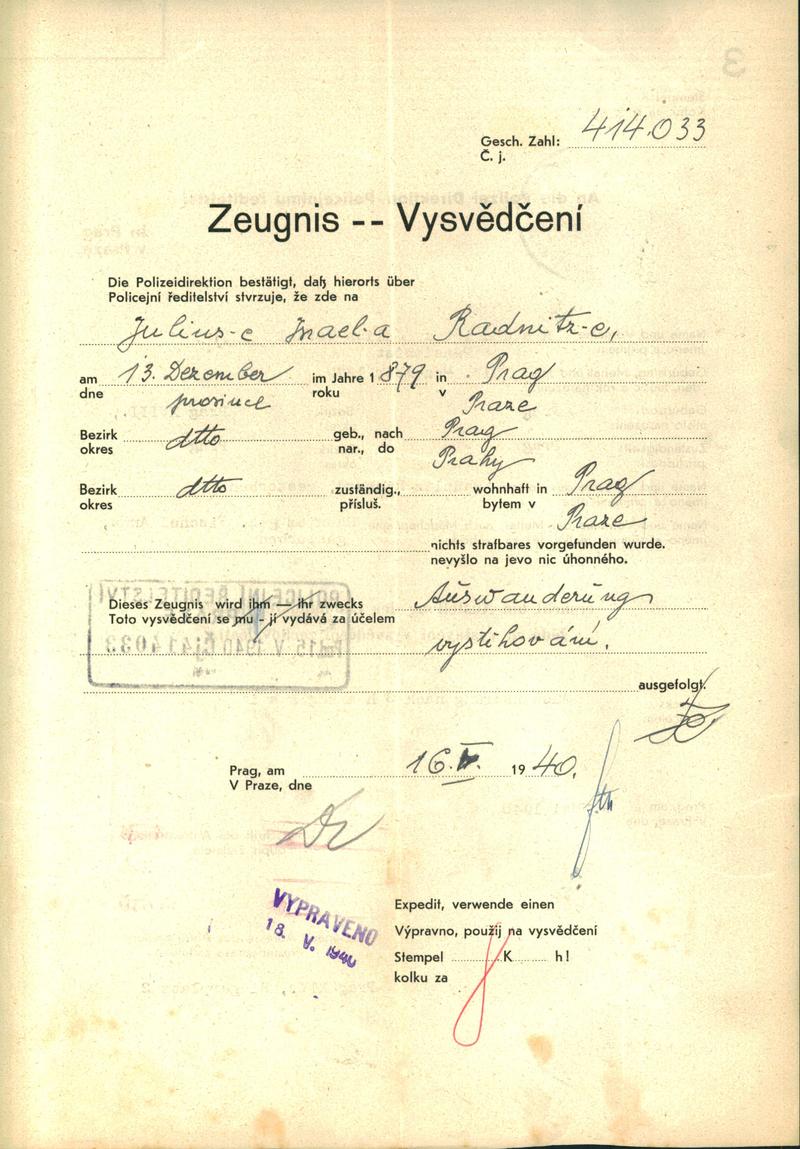 Gesch. Zahl: 414.033
Č. j.
Zeugnis -- Vysvědčení
Die Polizeidirektion bestätigt, daß hierorts über
Policejní ředitelství stvrzuje, že zde na
Julius-e Israel-a Radnitz-e,
am 13. Dezember im Jahre 1879 in Prag
dne prosince roku v Praze
Bezirk dtto geb., nach Prag
okres nar., do Prahy
Bezirk dtto zuständig., wohnhaft in Prag
okres přísluš. bytem v Praze
nichts strafbares vorgefunden wurde.
nevyšlo na jevo nic úhonného.
Dieses Zeugnis wird ihm — ihr zwecks Auswanderung
Toto vysvědčení se mu - jí vydává za účelem
vystěhování.
ausgefolgt.
Prag, am 16. V. 1940.
V Praze, dne
Dr
VYPRAVENO
18. V. 1940
Expedit, verwende einen
Výpravno, použij na vysvědčení
Stempel K h!
kolku za